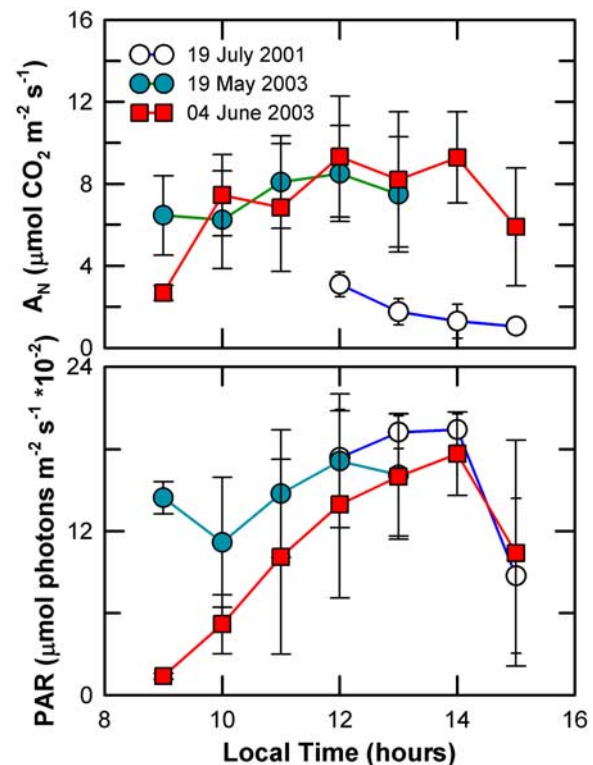 16
12
8
4
0
A_N (μmol CO₂ m⁻² s⁻¹)
19 July 2001
19 May 2003
04 June 2003
24
12
0
PAR (μmol photons m⁻² s⁻¹ *10⁻²)
8 10 12 14 16
Local Time (hours)